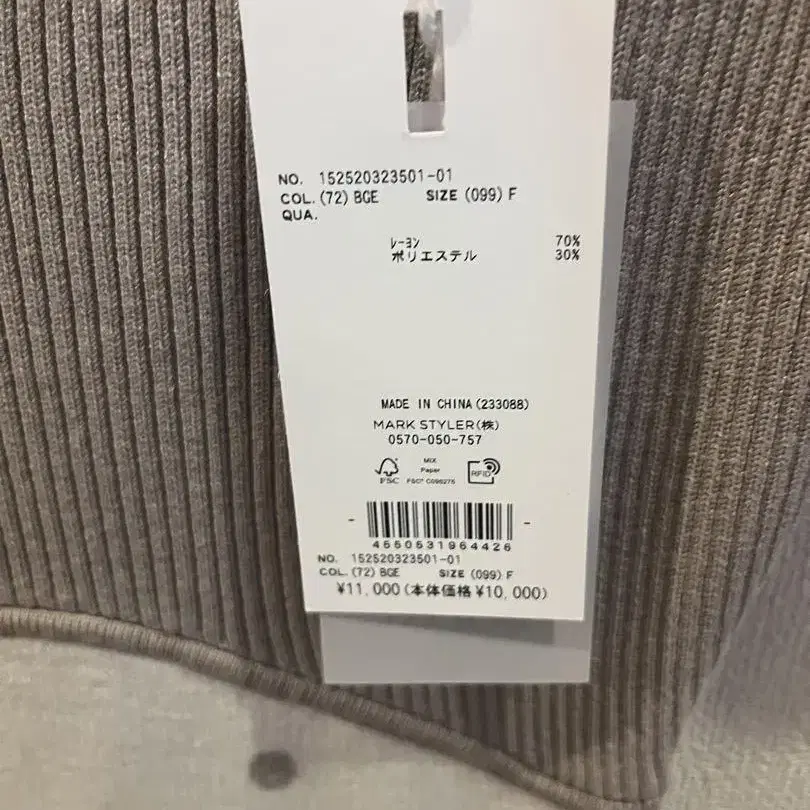 NO. 152520323501-01
COL. (72) BGE SIZE (099) F
QUA.
ﾚｰﾖﾝ 70%
ポリエステル 30%
MADE IN CHINA (233088)
MARK STYLER(株)
0570-050-757
FSC
MIX
Paper
FSC® C095275
RFID
4550531964426
NO. 152520323501-01
COL. (72) BGE SIZE (099) F
¥11,000(本体価格¥10,000)